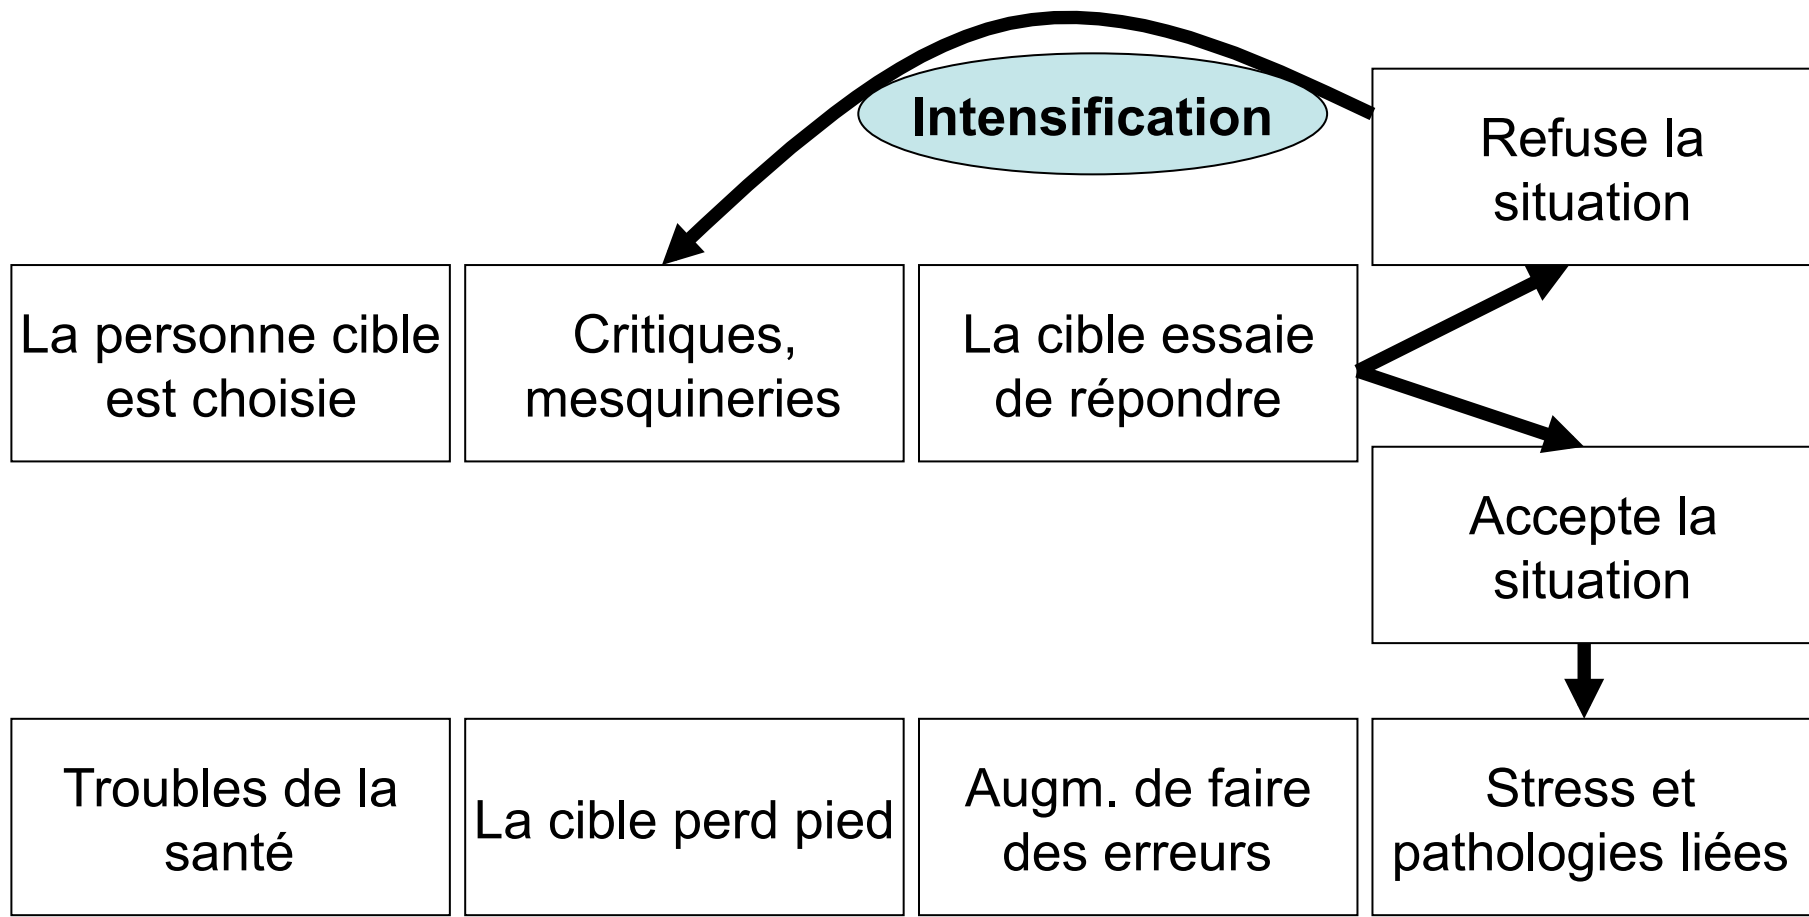 Intensification
Refuse la
situation
La personne cible
est choisie
Critiques,
mesquineries
La cible essaie
de répondre
Accepte la
situation
Troubles de la
santé
La cible perd pied
Augm. de faire
des erreurs
Stress et
pathologies liées